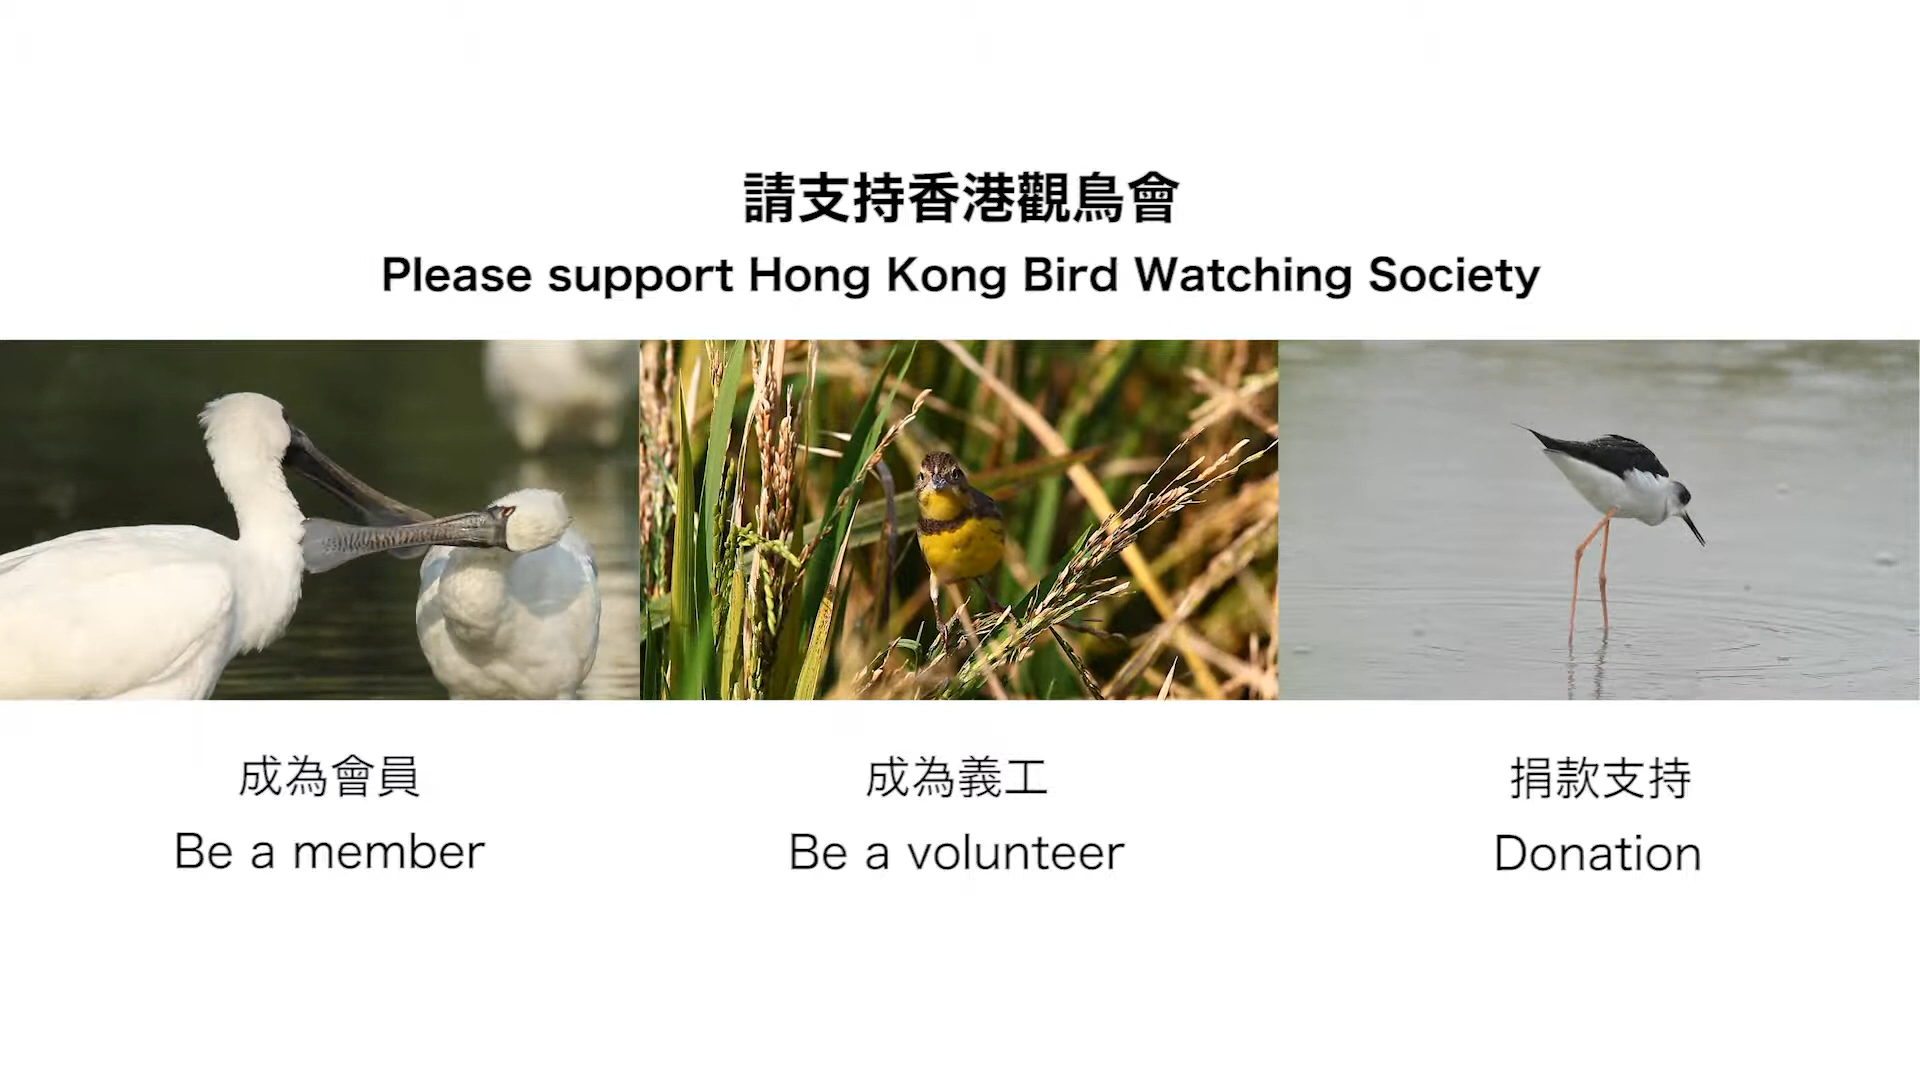 請支持香港觀鳥會
Please support Hong Kong Bird Watching Society
成為會員
Be a member
成為義工
Be a volunteer
捐款支持
Donation